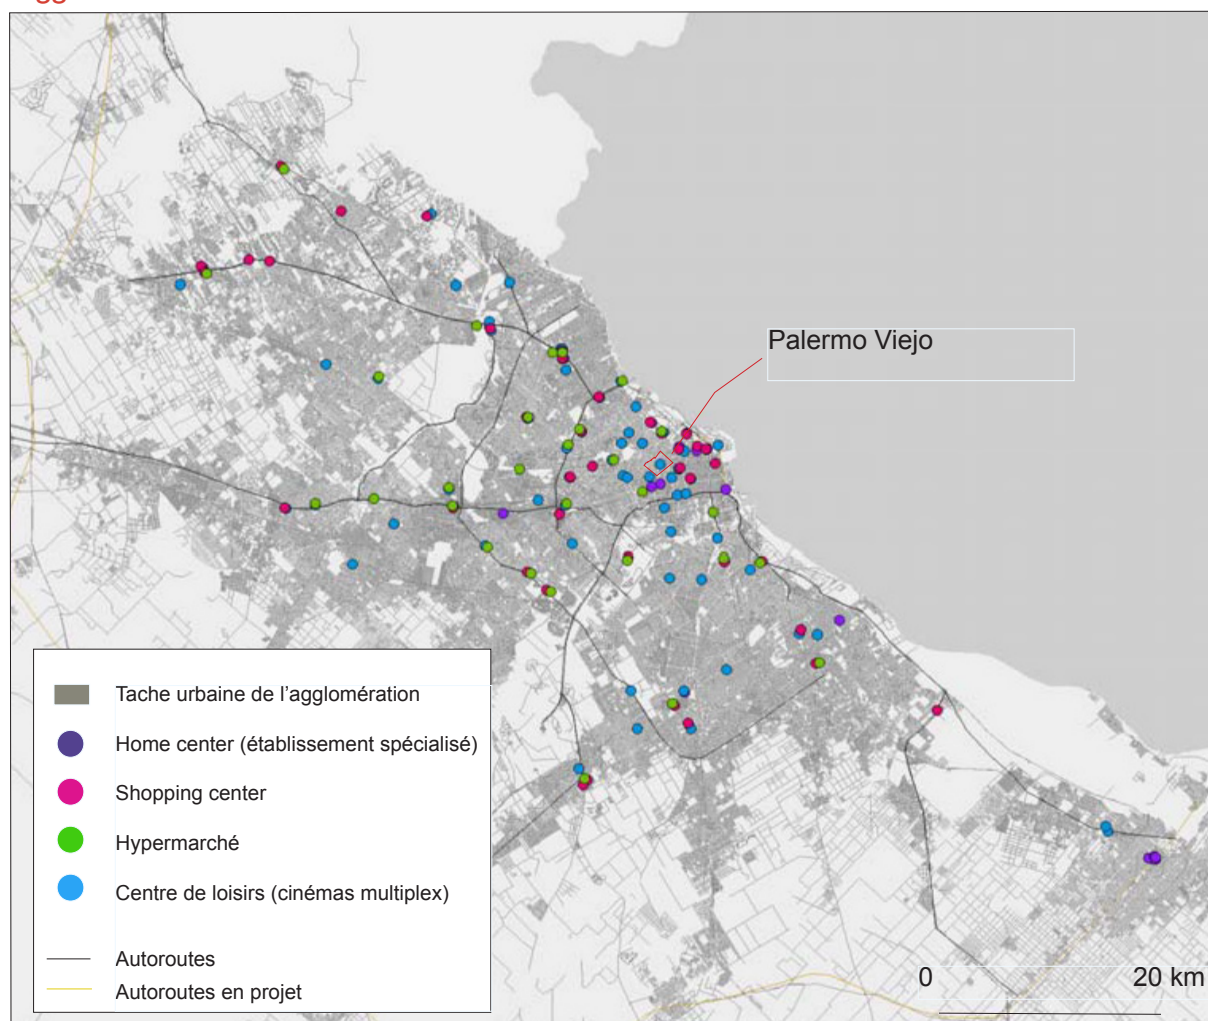 Palermo Viejo
Tache urbaine de l'agglomération
Home center (établissement spécialisé)
Shopping center
Hypermarché
Centre de loisirs (cinémas multiplex)
Autoroutes
Autoroutes en projet
0 20 km